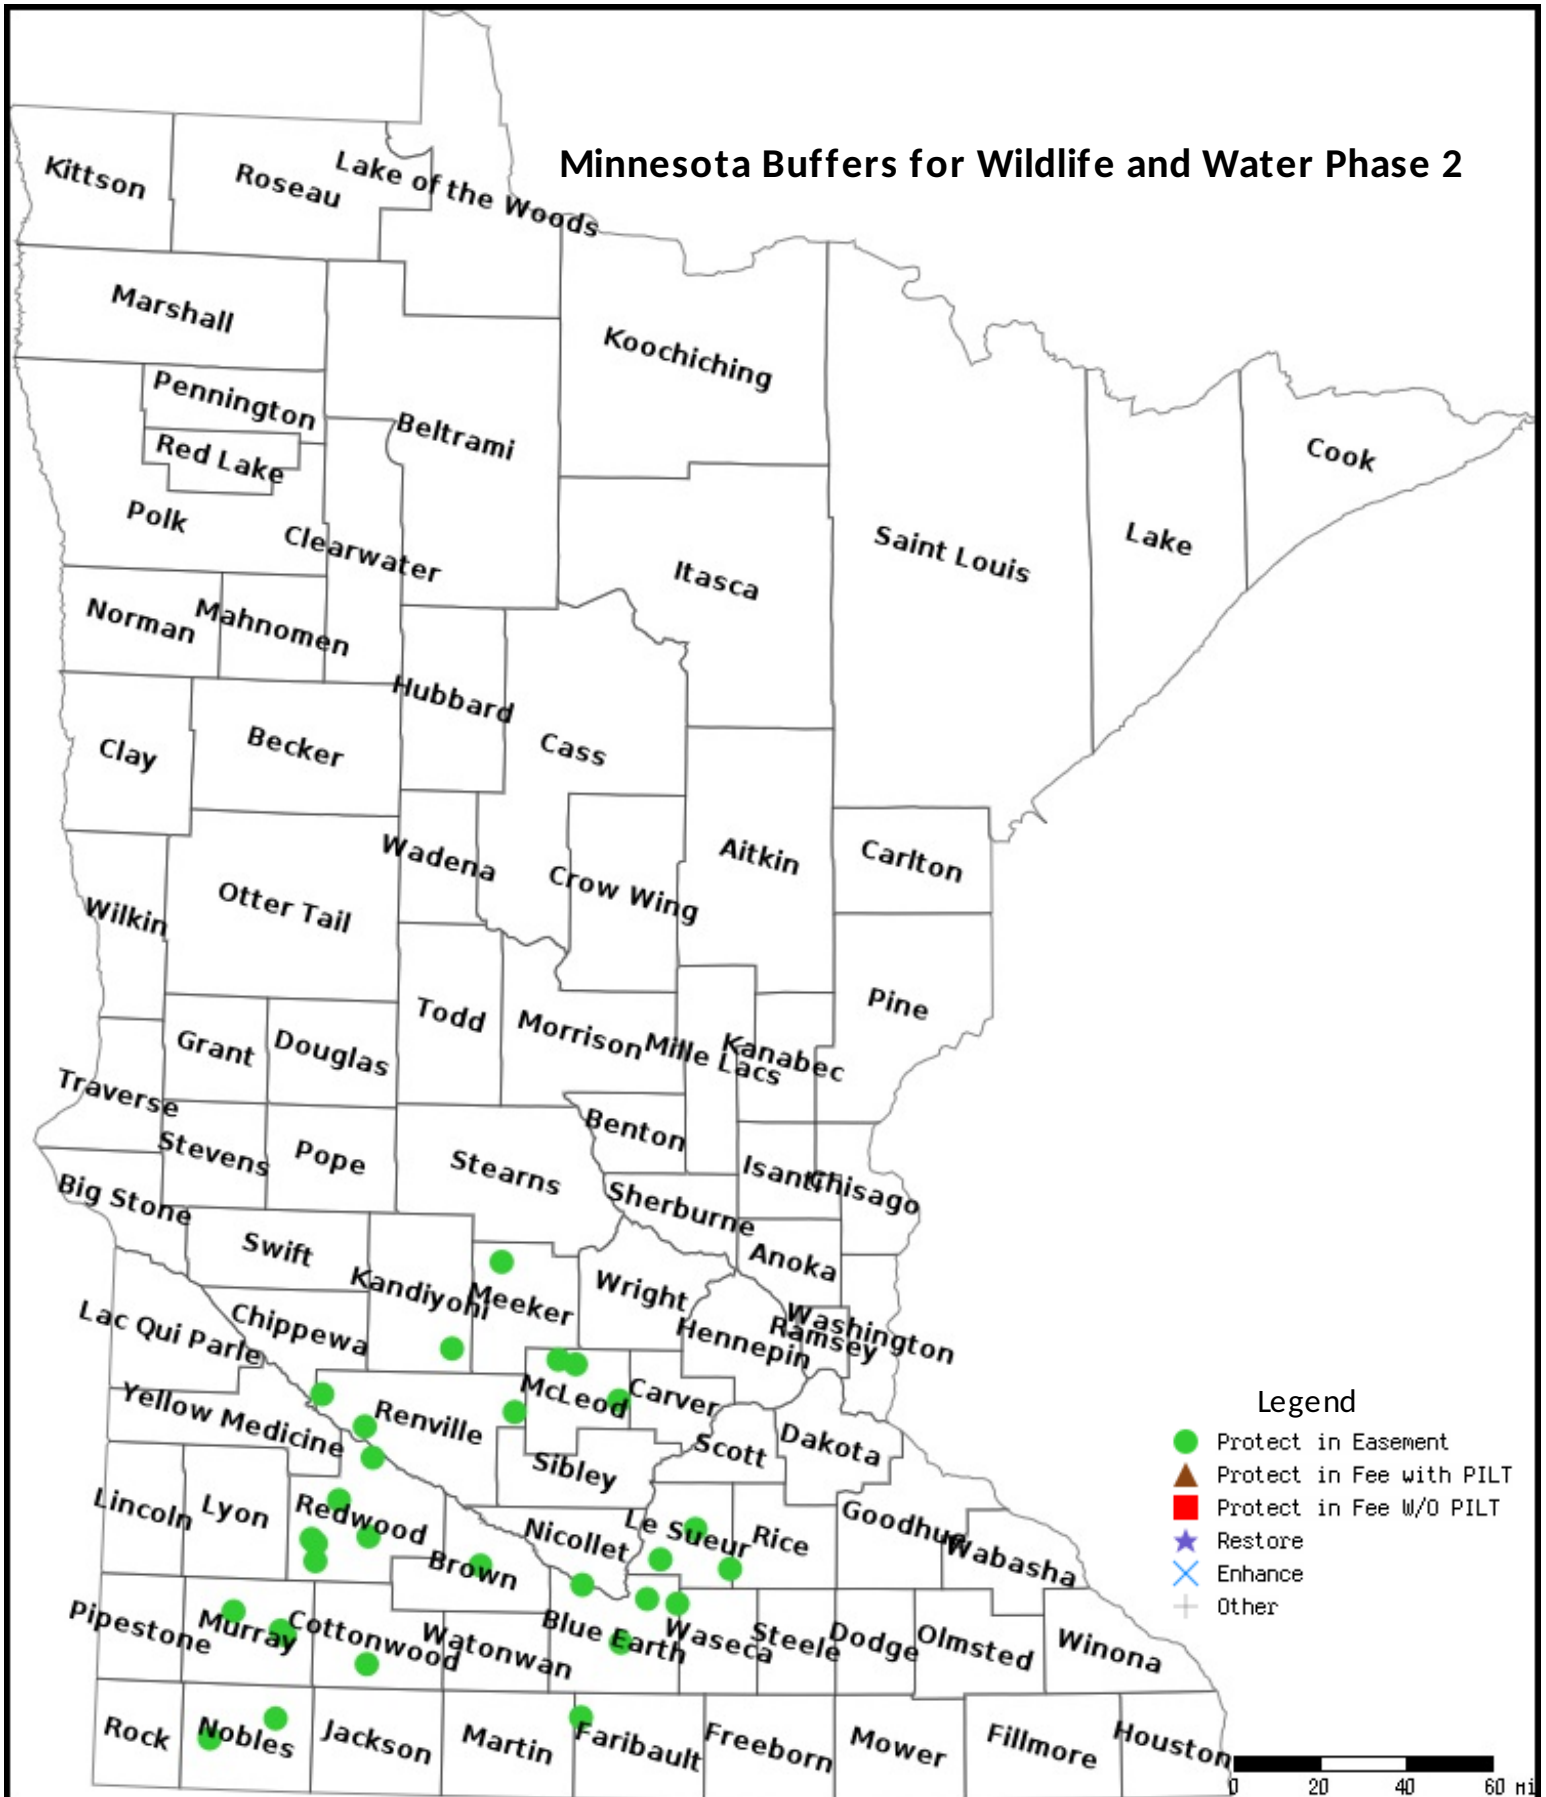 Minnesota Buffers for Wildlife and Water Phase 2
Kittson
Roseau
Lake of the Woods
Marshall
Koochiching
Pennington
Beltrami
Red Lake
Cook
Polk
Clearwater
Saint Louis
Lake
Itasca
Norman
Mahnomen
Hubbard
Cass
Clay
Becker
Wadena
Aitkin
Carlton
Crow Wing
Otter Tail
Wilkin
Pine
Todd
Morrison
Mille Lacs
Kanabec
Grant
Douglas
Traverse
Benton
Stevens
Pope
Stearns
Isanti
Chisago
Big Stone
Sherburne
Swift
Anoka
Kandiyohi
Meeker
Wright
Washington
Ramsey
Hennepin
Lac Qui Parle
Chippewa
McLeod
Carver
Yellow Medicine
Renville
Scott
Dakota
Sibley
Lincoln
Lyon
Redwood
Nicollet
Le Sueur
Rice
Goodhue
Wabasha
Brown
Pipestone
Murray
Cottonwood
Watonwan
Blue Earth
Waseca
Steele
Dodge
Olmsted
Winona
Rock
Nobles
Jackson
Martin
Faribault
Freeborn
Mower
Fillmore
Houston
Legend
Protect in Easement
Protect in Fee with PILT
Protect in Fee W/O PILT
Restore
Enhance
Other
0 20 40 60 mi